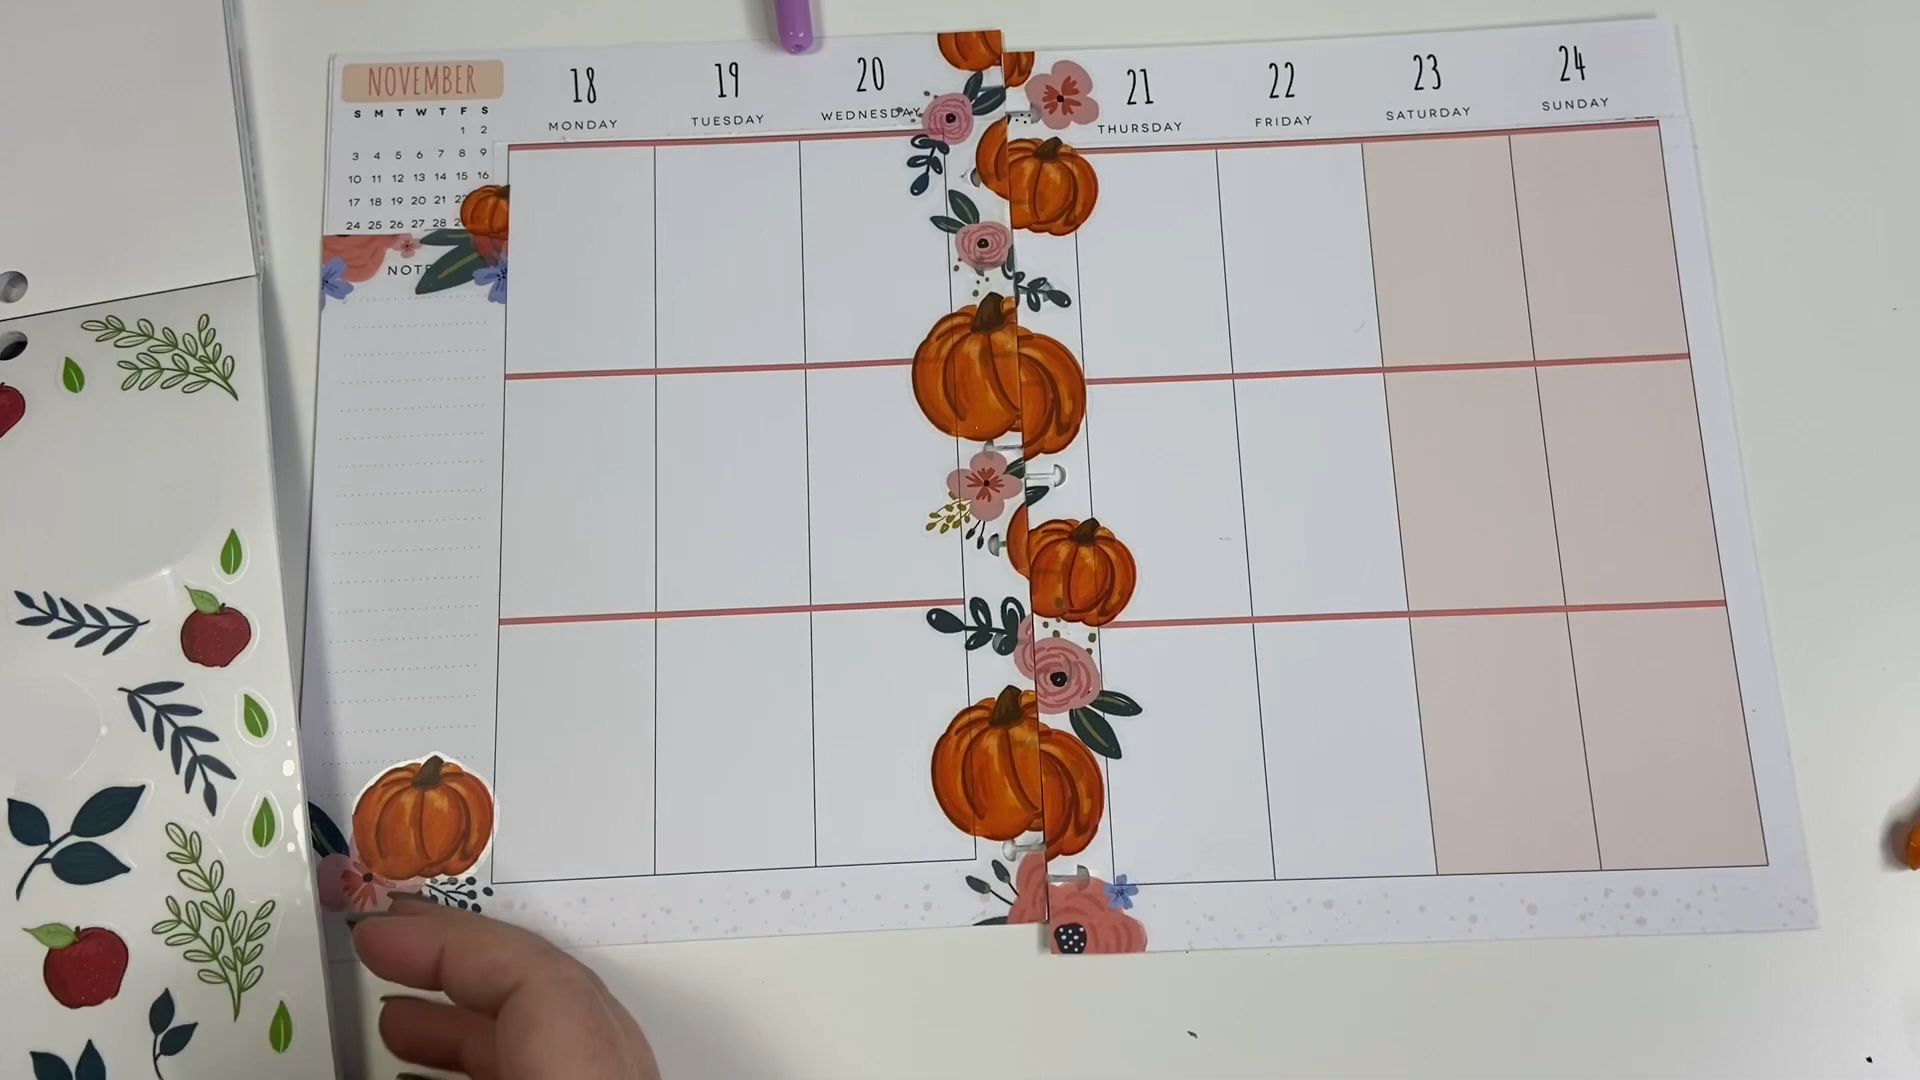 NOVEMBER
S M T W T F S
1 2
3 4 5 6 7 8 9
10 11 12 13 14 15 16
17 18 19 20 21
24 25 26 27 28
18
MONDAY
19
TUESDAY
20
WEDNESDAY
21
THURSDAY
22
FRIDAY
23
SATURDAY
24
SUNDAY